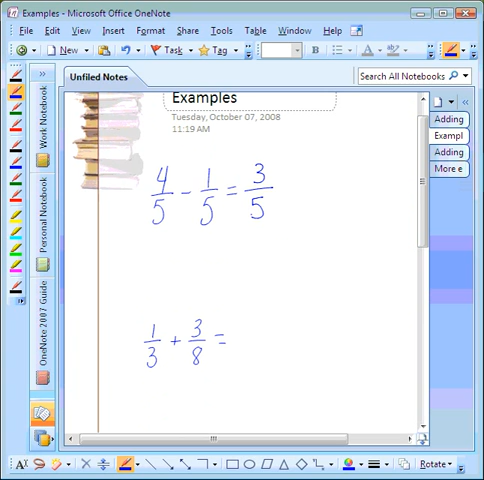 Examples - Microsoft Office OneNote
File Edit View Insert Format Share Tools Table Window Help
New Task Tag B A ab
Unfiled Notes
Search All Notebooks
Work Notebook
Personal Notebook
OneNote 2007 Guide
Examples
Tuesday, October 07, 2008
11:19 AM
4/5 - 1/5 = 3/5
1/3 + 3/8 =
Adding
Exampl
Adding
More e
A Rotate